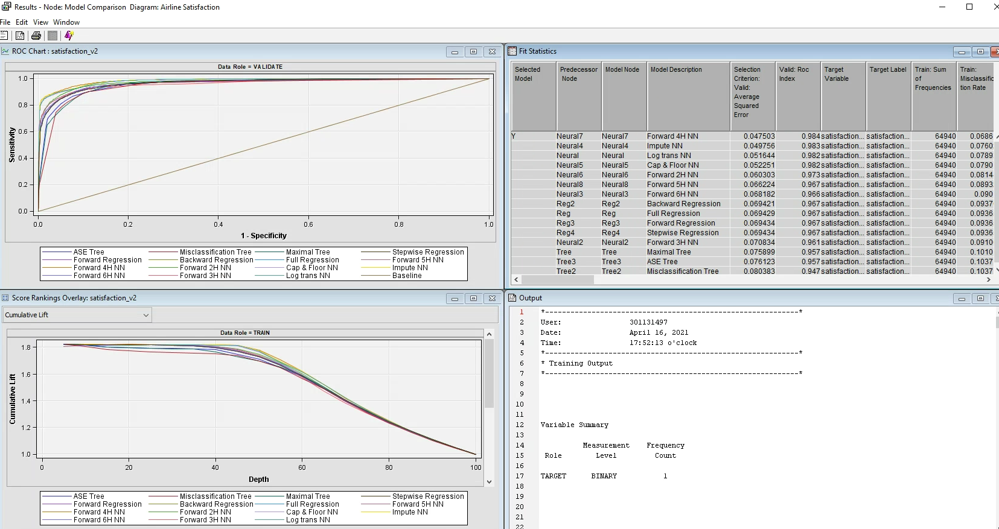 Results - Node: Model Comparison  Diagram: Airline Satisfaction
File Edit View Window
ROC Chart : satisfaction_v2
Data Role = VALIDATE
Sensitivity
1.0
0.8
0.6
0.4
0.2
0.0
0.0 0.2 0.4 0.6 0.8 1.0
1 - Specificity
ASE Tree Misclassification Tree Maximal Tree Stepwise Regression
Forward Regression Backward Regression Full Regression Forward 5H NN
Forward 4H NN Forward 2H NN Cap & Floor NN Impute NN
Forward 6H NN Forward 3H NN Log trans NN Baseline
Fit Statistics
Selected Predecessor Model Node Model Description Selection Valid: Roc Target Target Label Train: Sum Train:
Model Node Criterion: Index Variable of Misclassific
Valid: Frequencies tion Rate
Average
Squared
Error
Y Neural7 Neural7 Forward 4H NN 0.047503 0.984 satisfaction... satisfaction... 64940 0.0686
Neural4 Neural4 Impute NN 0.049756 0.983 satisfaction... satisfaction... 64940 0.0760
Neural Neural Log trans NN 0.051644 0.982 satisfaction... satisfaction... 64940 0.0789
Neural5 Neural5 Cap & Floor NN 0.052251 0.982 satisfaction... satisfaction... 64940 0.0790
Neural6 Neural6 Forward 2H NN 0.060303 0.973 satisfaction... satisfaction... 64940 0.0814
Neural8 Neural8 Forward 5H NN 0.066224 0.967 satisfaction... satisfaction... 64940 0.0893
Neural3 Neural3 Forward 6H NN 0.068182 0.966 satisfaction... satisfaction... 64940 0.090
Reg2 Reg2 Backward Regression 0.069421 0.967 satisfaction... satisfaction... 64940 0.0937
Reg Reg Full Regression 0.069429 0.967 satisfaction... satisfaction... 64940 0.0936
Reg3 Reg3 Forward Regression 0.069434 0.967 satisfaction... satisfaction... 64940 0.0936
Reg4 Reg4 Stepwise Regression 0.069434 0.967 satisfaction... satisfaction... 64940 0.0936
Neural2 Neural2 Forward 3H NN 0.070834 0.961 satisfaction... satisfaction... 64940 0.0910
Tree Tree Maximal Tree 0.075899 0.957 satisfaction... satisfaction... 64940 0.1010
Tree3 Tree3 ASE Tree 0.076123 0.957 satisfaction... satisfaction... 64940 0.1037
Tree2 Tree2 Misclassification Tree 0.080383 0.947 satisfaction... satisfaction... 64940 0.1037
Score Rankings Overlay: satisfaction_v2
Cumulative Lift
Data Role = TRAIN
Cumulative Lift
1.8
1.6
1.4
1.2
1.0
0 20 40 60 80 100
Depth
ASE Tree Misclassification Tree Maximal Tree Stepwise Regression
Forward Regression Backward Regression Full Regression Forward 5H NN
Forward 4H NN Forward 2H NN Cap & Floor NN Impute NN
Forward 6H NN Forward 3H NN Log trans NN
Output
1 *------------------------------------------------------------*
2 User: 301131497
3 Date: April 16, 2021
4 Time: 17:52:13 o'clock
5 *------------------------------------------------------------*
6 * Training Output
7 *------------------------------------------------------------*
8
9
10
11
12 Variable Summary
13
14 Measurement Frequency
15 Role Level Count
16
17 TARGET BINARY 1
18
19
20
21
22